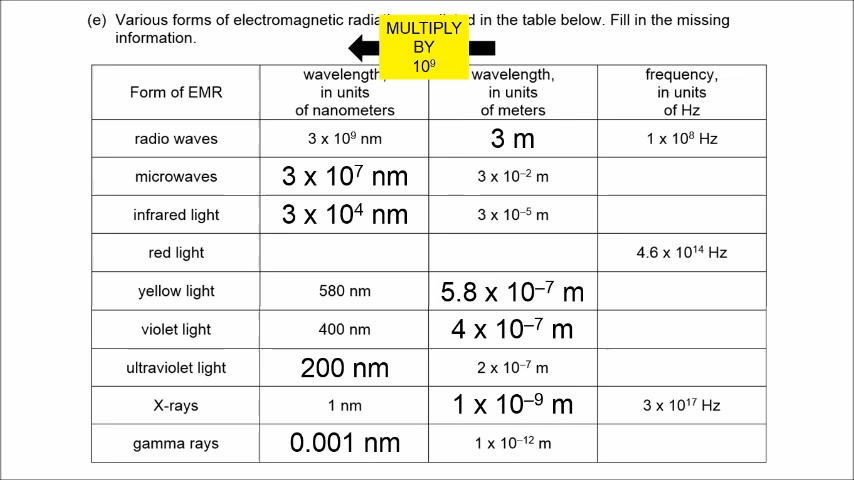 (e) Various forms of electromagnetic in the table below. Fill in the missing
information.
MULTIPLY
BY
10⁹
Form of EMR
wavelength,
in units
of nanometers
wavelength,
in units
of meters
frequency,
in units
of Hz
radio waves 3 x 10⁹ nm 3 m 1 x 10⁸ Hz
microwaves 3 x 10⁷ nm 3 x 10⁻² m
infrared light 3 x 10⁴ nm 3 x 10⁻⁵ m
red light 4.6 x 10¹⁴ Hz
yellow light 580 nm 5.8 x 10⁻⁷ m
violet light 400 nm 4 x 10⁻⁷ m
ultraviolet light 200 nm 2 x 10⁻⁷ m
X-rays 1 nm 1 x 10⁻⁹ m 3 x 10¹⁷ Hz
gamma rays 0.001 nm 1 x 10⁻¹² m